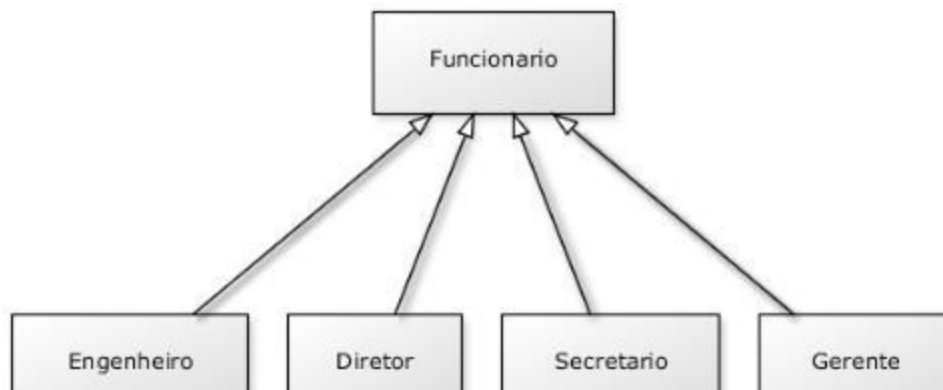 Funcionario
Engenheiro
Diretor
Secretario
Gerente